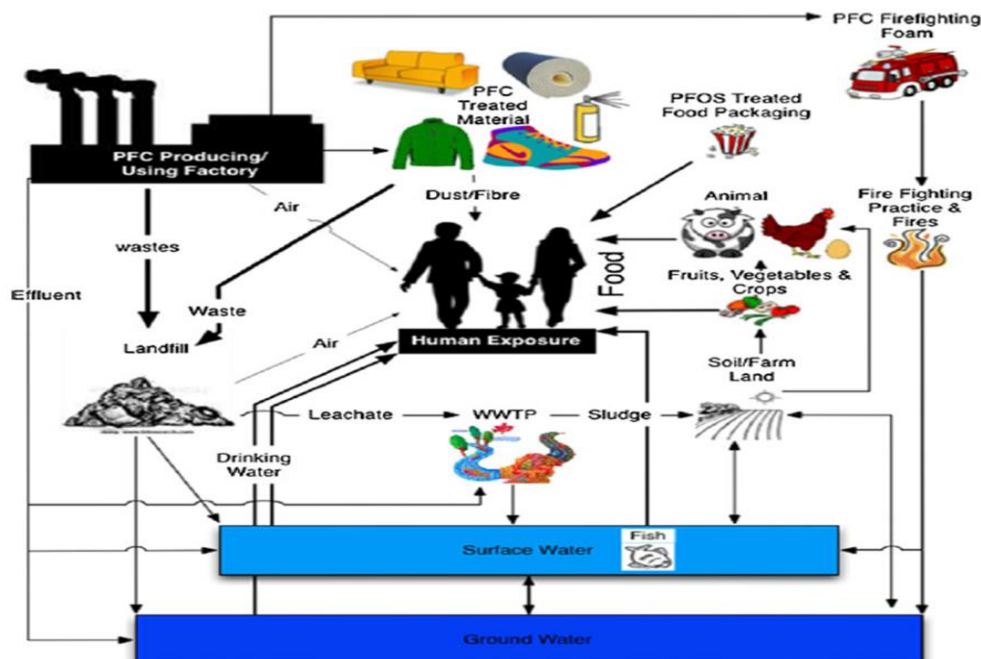 PFC Firefighting
Foam
PFC
Treated
Material
PFOS Treated
Food Packaging
PFC Producing/
Using Factory
Dust/Fibre
Animal
Fire Fighting
Practice &
Fires
Air
wastes
Food
Fruits, Vegetables &
Crops
Effluent
Waste
Air
Landfill
Human Exposure
Soil/Farm
Land
Leachate
WWTP
Sludge
Drinking
Water
Fish
Surface Water
Ground Water